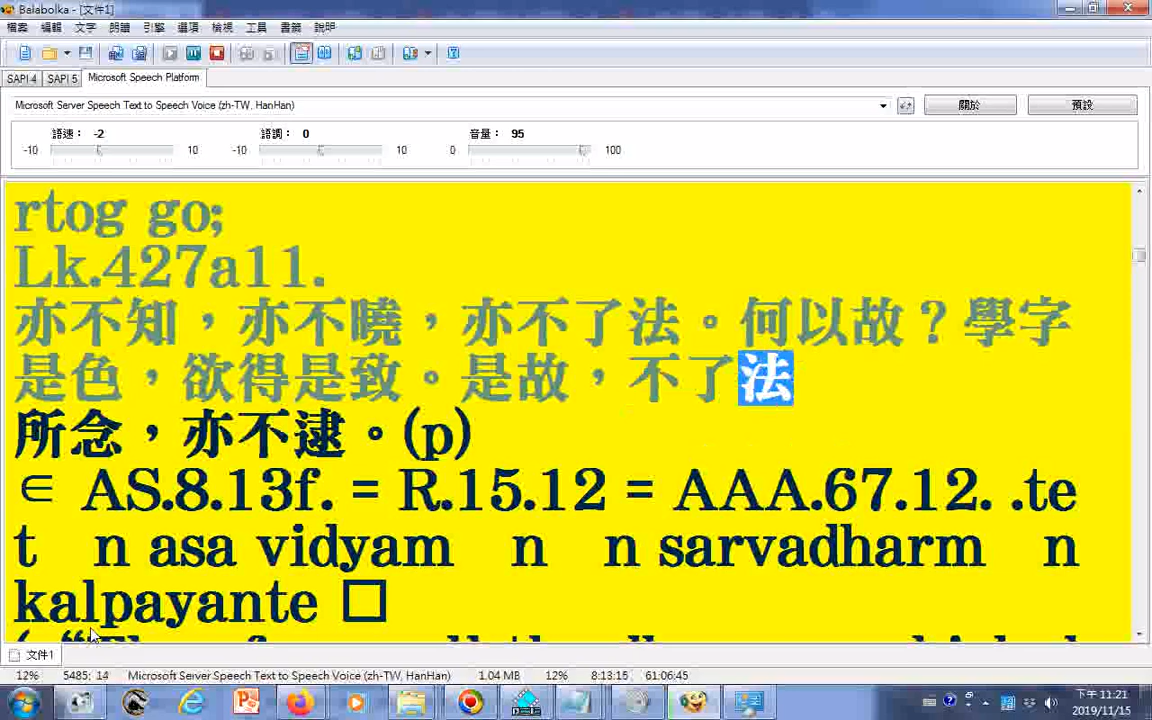 Balabolka - [文件1]
檔案 編輯 文字 朗讀 引擎 選項 檢視 工具 書籤 說明
SAPI 4 SAPI 5 Microsoft Speech Platform
Microsoft Server Speech Text to Speech Voice (zh-TW, HanHan) 關於 預設
語速： -2 語調： 0 音量： 95
-10 10 -10 10 0 100
rtog go;
Lk.427a11.
亦不知，亦不曉，亦不了法。何以故？學字
是色，欲得是致。是故，不了法
所念，亦不逮。(p)
∈ AS.8.13f. = R.15.12 = AAA.67.12. .te
t n asa vidyam n n sarvadharm n
kalpayante □
文件1
12% 5485; 14 Microsoft Server Speech Text to Speech Voice (zh-TW, HanHan) 1.04 MB 12% 8:13:15 61:06:45
下午 11:21
2019/11/15